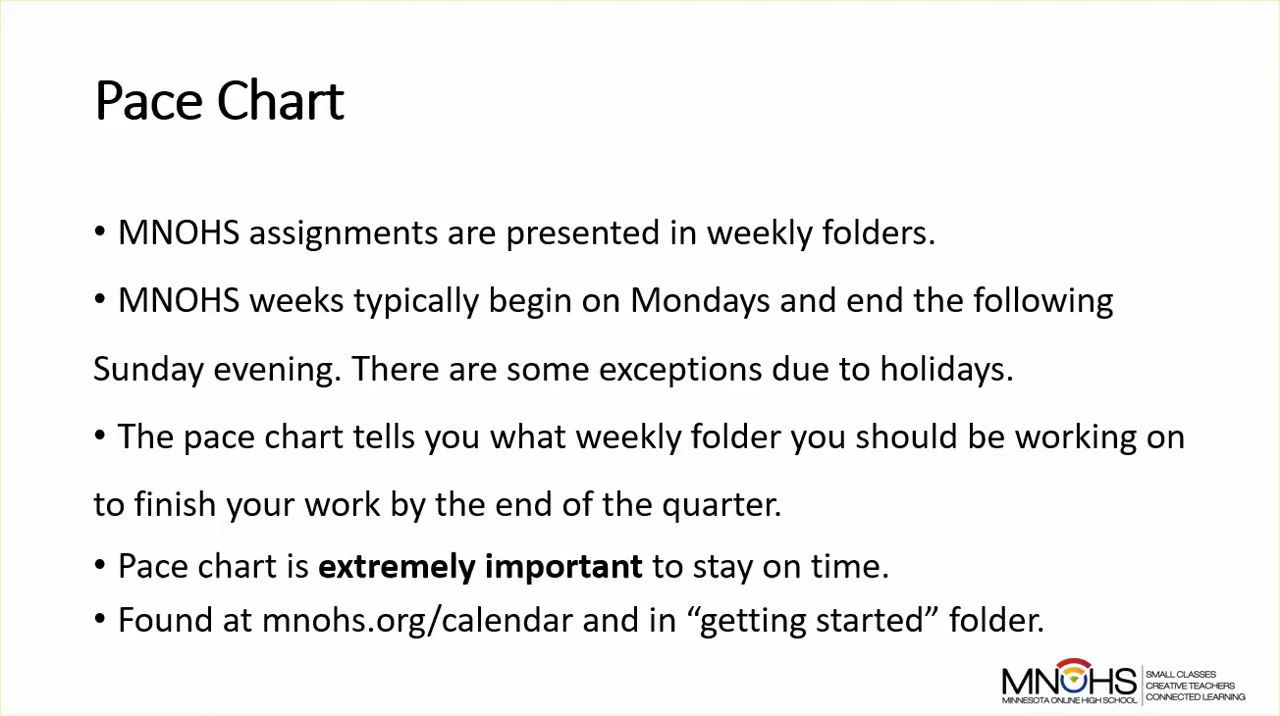 Pace Chart
• MNOHS assignments are presented in weekly folders.
• MNOHS weeks typically begin on Mondays and end the following
Sunday evening. There are some exceptions due to holidays.
• The pace chart tells you what weekly folder you should be working on
to finish your work by the end of the quarter.
• Pace chart is extremely important to stay on time.
• Found at mnohs.org/calendar and in “getting started” folder.
MNOHS
MINNESOTA ONLINE HIGH SCHOOL
SMALL CLASSES
CREATIVE TEACHERS
CONNECTED LEARNING